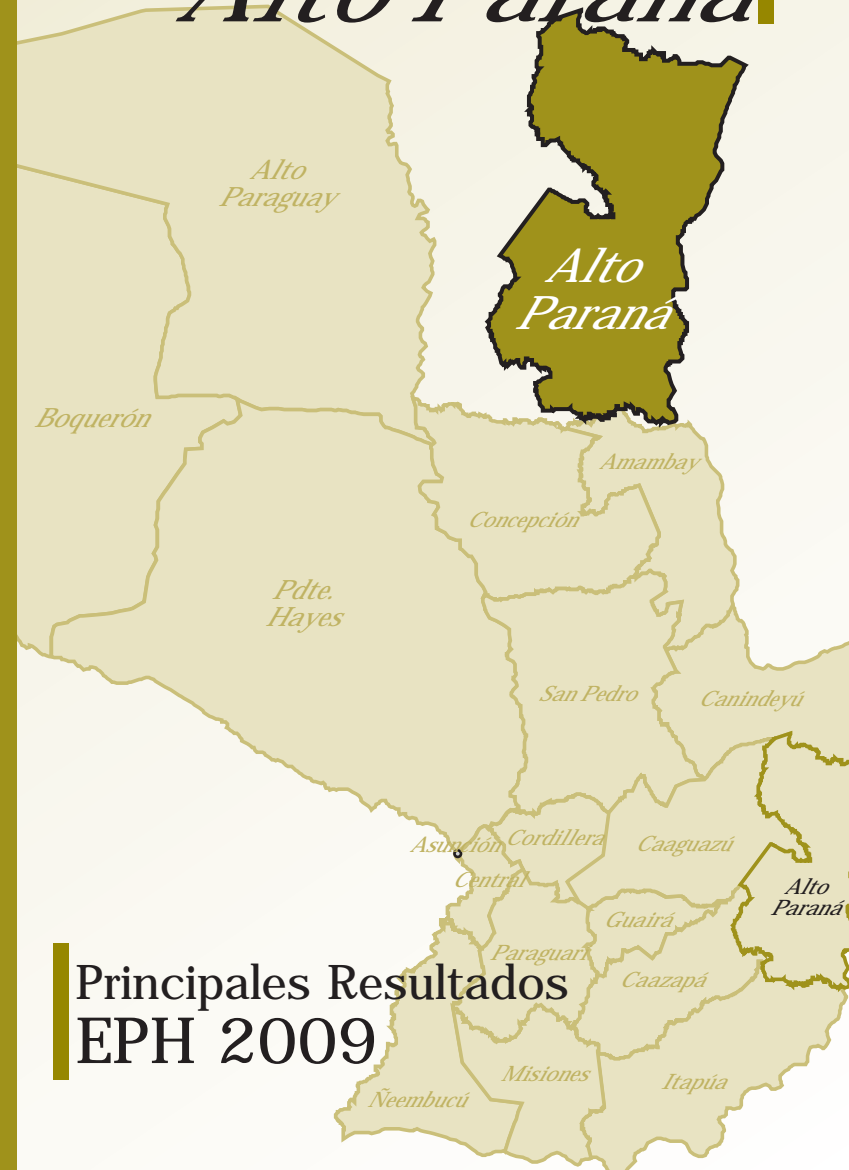 Alto Paraná
Alto
Paraguay
Alto
Paraná
Boquerón
Amambay
Concepción
Pdte.
Hayes
San Pedro
Canindeyú
Asunción
Cordillera
Caaguazú
Central
Alto
Paraná
Guairá
Paraguarí
Caazapá
Principales Resultados
EPH 2009
Misiones
Itapúa
Ñeembucú